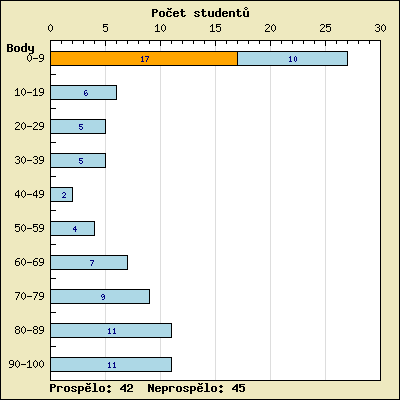 Počet studentů
0 5 10 15 20 25 30
Body
0-9 17 10
10-19 6
20-29 5
30-39 5
40-49 2
50-59 4
60-69 7
70-79 9
80-89 11
90-100 11
Prospělo: 42 Neprospělo: 45